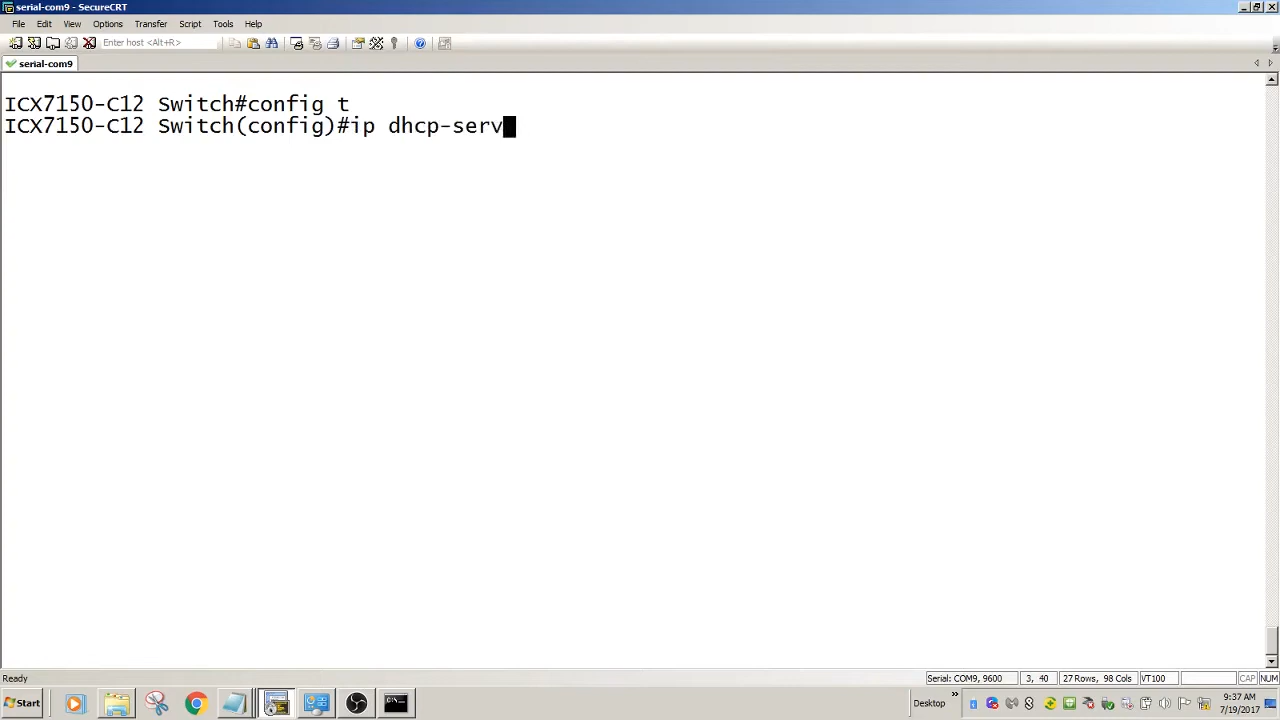 serial-com9 - SecureCRT
File Edit View Options Transfer Script Tools Help
Enter host <Alt+R>
serial-com9
ICX7150-C12 Switch#config t
ICX7150-C12 Switch(config)#ip dhcp-serv
Ready Serial: COM9, 9600 3, 40 27 Rows, 98 Cols VT100 CAP NUM
Start Desktop 9:37 AM
7/19/2017